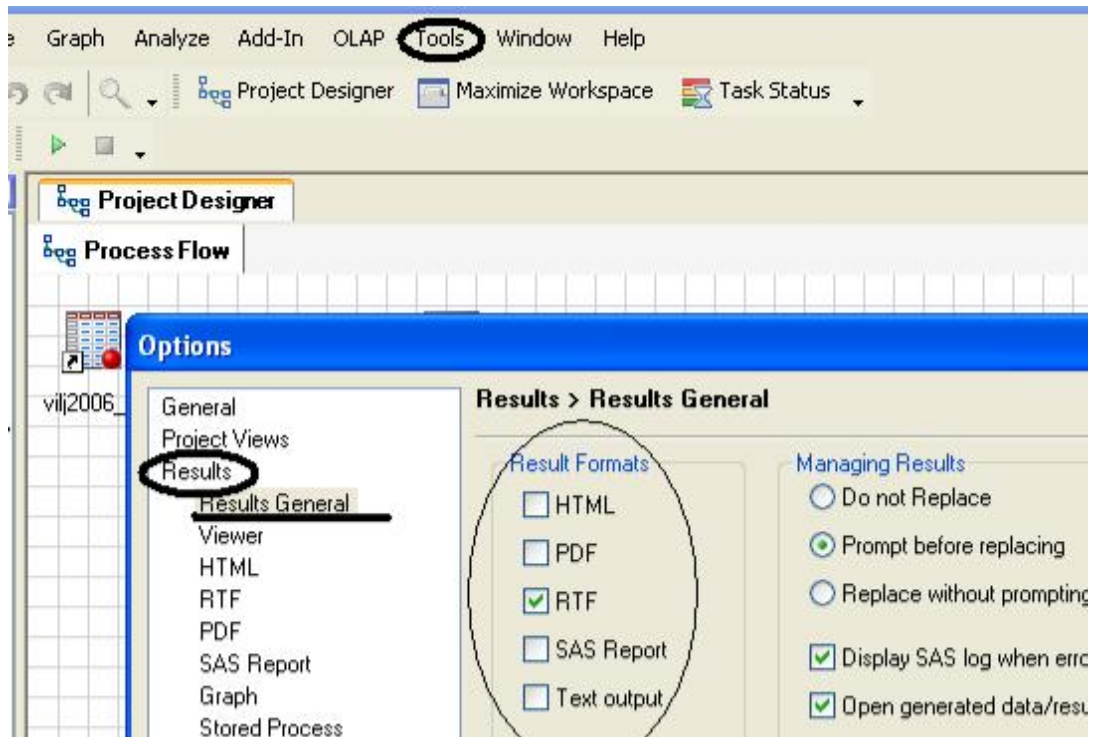 Graph Analyze Add-In OLAP Tools Window Help
Project Designer Maximize Workspace Task Status
Project Designer
Process Flow
Options
vilj2006_
General
Project Views
Results
Results General
Viewer
HTML
RTF
PDF
SAS Report
Graph
Stored Process
Results > Results General
Result Formats
HTML
PDF
RTF
SAS Report
Text output
Managing Results
Do not Replace
Prompt before replacing
Replace without prompting
Display SAS log when erro
Open generated data/resu